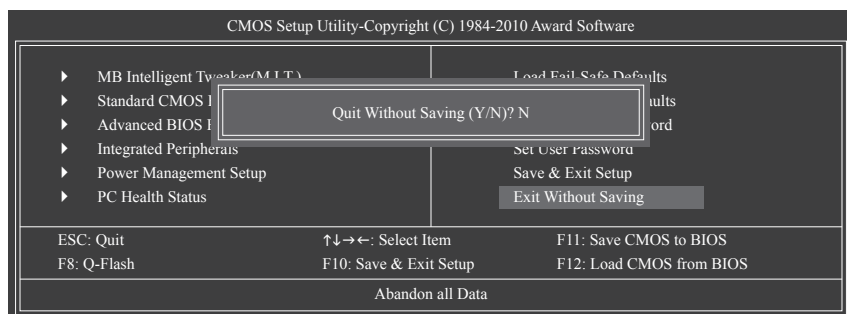 CMOS Setup Utility-Copyright (C) 1984-2010 Award Software
MB Intelligent Tweaker(M.I.T.)
Standard CMOS
Advanced BIOS
Integrated Peripherals
Power Management Setup
PC Health Status
Load Fail-Safe Defaults
Set User Password
Save & Exit Setup
Exit Without Saving
Quit Without Saving (Y/N)? N
ESC: Quit
↑↓→←: Select Item
F11: Save CMOS to BIOS
F8: Q-Flash
F10: Save & Exit Setup
F12: Load CMOS from BIOS
Abandon all Data